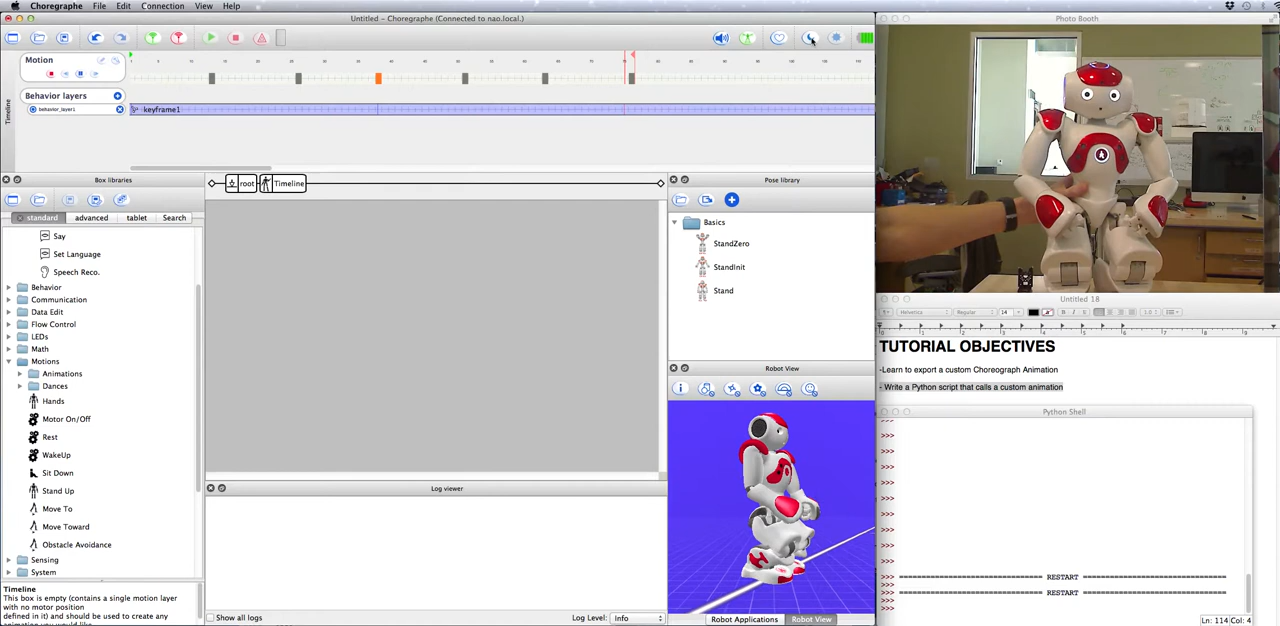 Choregraphe File Edit Connection View Help
Untitled - Choregraphe (Connected to nao.local.)
Motion
Behavior layers
behavior_layer1
keyframe1
Timeline
Box libraries
standard advanced tablet Search
Say
Set Language
Speech Reco.
Behavior
Communication
Data Edit
Flow Control
LEDs
Math
Motions
Animations
Dances
Hands
Motor On/Off
Rest
WakeUp
Sit Down
Stand Up
Move To
Move Toward
Obstacle Avoidance
Sensing
System
Timeline
This box is empty (contains a single motion layer
with no motor position
defined in it) and should be used to create any
root Timeline
Log viewer
Show all logs
Log Level: Info
Pose library
Basics
StandZero
StandInit
Stand
Robot View
Robot Applications Robot View
Photo Booth
Untitled 18
Helvetica Regular 14
TUTORIAL OBJECTIVES
-Learn to export a custom Choreograph Animation
- Write a Python script that calls a custom animation
Python Shell
>>>
>>>
>>>
>>>
>>>
>>>
>>>
>>>
>>>
>>> ================================ RESTART ================================
>>>
>>> ================================ RESTART ================================
>>>
>>>
Ln: 114 Col: 4